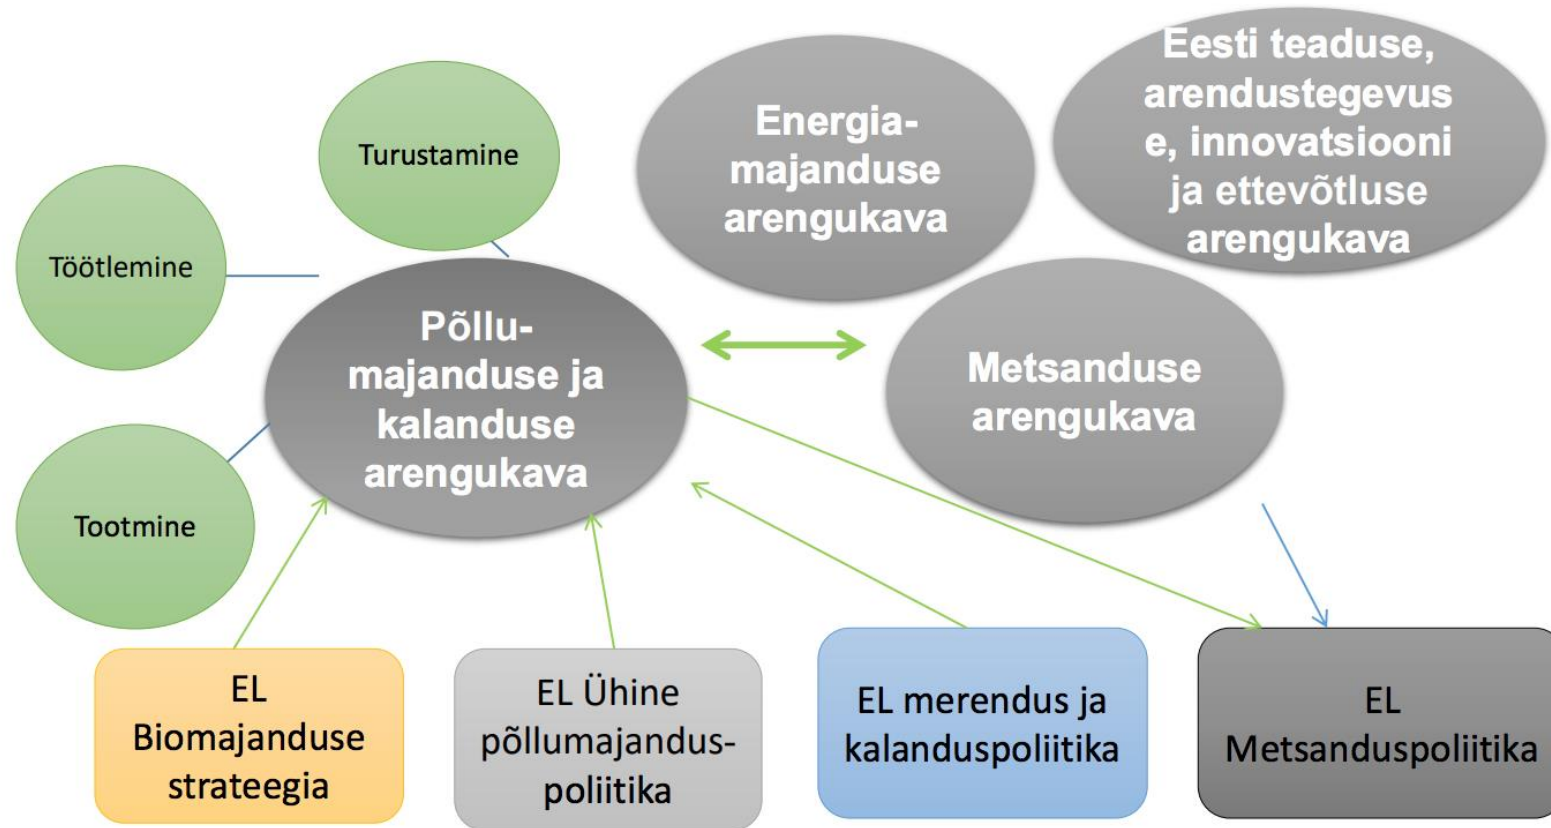 Eesti teaduse,
arendustegevus
e, innovatsiooni
ja ettevõtluse
arengukava
Energia-
majanduse
arengukava
Turustamine
Töötlemine
Põllu-
majanduse ja
kalanduse
arengukava
Metsanduse
arengukava
Tootmine
EL
Biomajanduse
strateegia
EL Ühine
põllumajandus-
poliitika
EL merendus ja
kalanduspoliitika
EL
Metsanduspoliitika